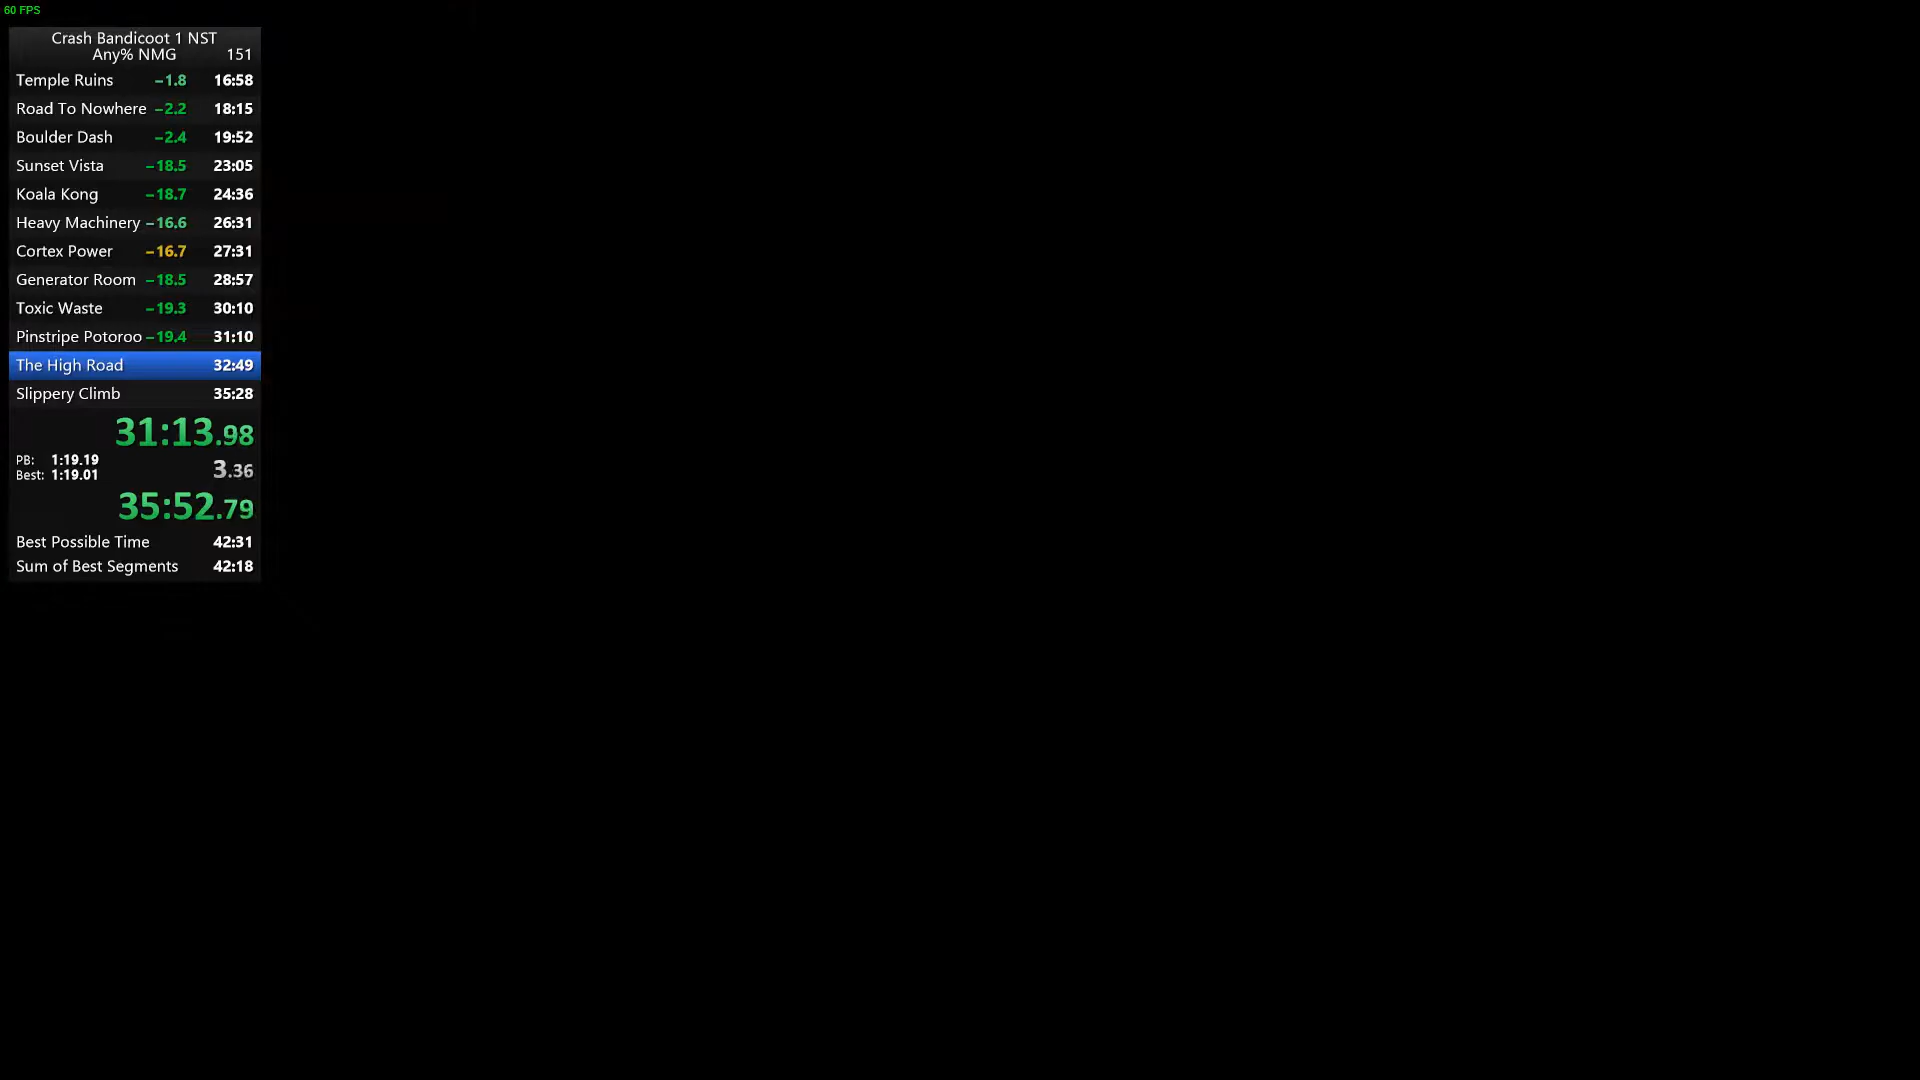 60 FPS
Crash Bandicoot 1 NST
Any% NMG 151
Temple Ruins −1.8 16:58
Road To Nowhere −2.2 18:15
Boulder Dash −2.4 19:52
Sunset Vista −18.5 23:05
Koala Kong −18.7 24:36
Heavy Machinery −16.6 26:31
Cortex Power −16.7 27:31
Generator Room −18.5 28:57
Toxic Waste −19.3 30:10
Pinstripe Potoroo −19.4 31:10
The High Road 32:49
Slippery Climb 35:28
31:13.98
PB: 1:19.19
Best: 1:19.01
3.36
35:52.79
Best Possible Time 42:31
Sum of Best Segments 42:18